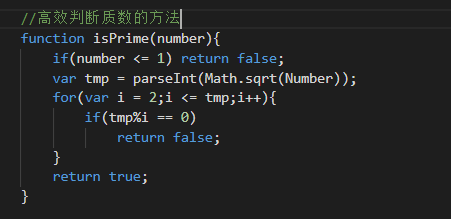 //高效判断质数的方法
function isPrime(number){
if(number <= 1) return false;
var tmp = parseInt(Math.sqrt(Number));
for(var i = 2;i <= tmp;i++){
if(tmp%i == 0)
return false;
}
return true;
}